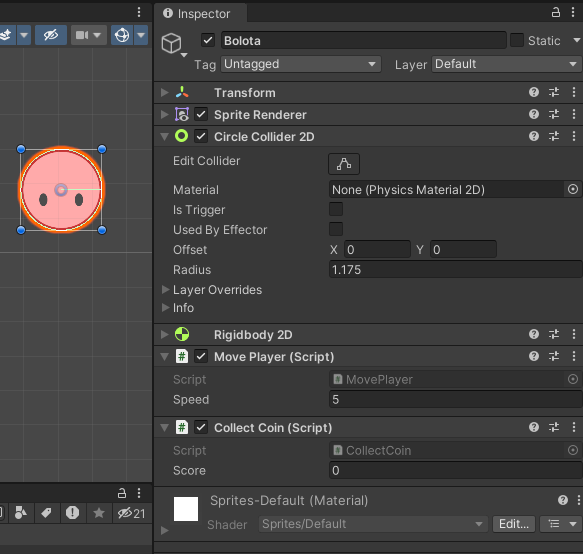 Inspector
Bolota
Static
Tag Untagged Layer Default
Transform
Sprite Renderer
Circle Collider 2D
Edit Collider
Material None (Physics Material 2D)
Is Trigger
Used By Effector
Offset X 0 Y 0
Radius 1.175
Layer Overrides
Info
Rigidbody 2D
# Move Player (Script)
Script # MovePlayer
Speed 5
# Collect Coin (Script)
Script # CollectCoin
Score 0
Sprites-Default (Material)
Shader Sprites/Default Edit...
21